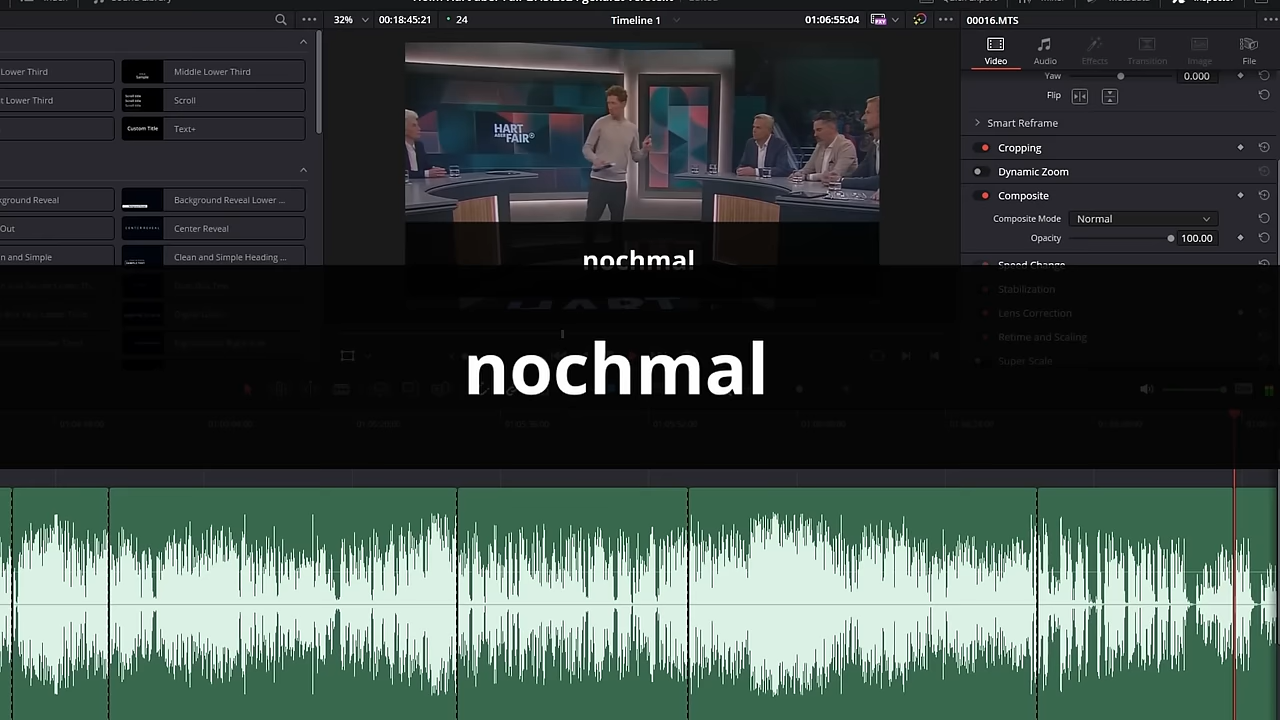 32%
00:18:45:21
24
Timeline 1
01:06:55:04
00016.MTS
Video
Audio
Effects
Transition
Image
File
Lower Third
Middle Lower Third
t Lower Third
Scroll
Custom Title
Text+
ground Reveal
Background Reveal Lower ...
Out
Center Reveal
n and Simple
Clean and Simple Heading ...
HART
ABER
FAIR
Yaw
0.000
Flip
Smart Reframe
Cropping
Dynamic Zoom
Composite
Composite Mode
Normal
Opacity
100.00
Speed Change
Stabilization
Lens Correction
Retime and Scaling
Super Scale
nochmal
nochmal